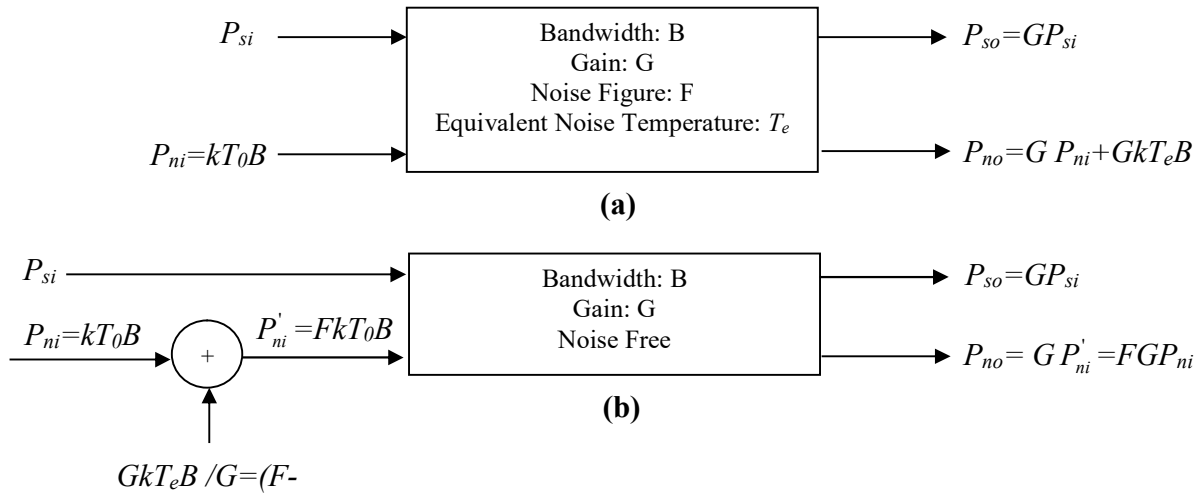 P_si
Bandwidth: B
Gain: G
Noise Figure: F
Equivalent Noise Temperature: T_e
P_so=GP_si
P_ni=kT_0B
P_no=G P_ni+GkT_eB
(a)
P_si
Bandwidth: B
Gain: G
Noise Free
P_so=GP_si
P_ni=kT_0B
+
P'_ni=FkT_0B
P_no= G P'_ni=FGP_ni
(b)
GkT_eB /G=(F-